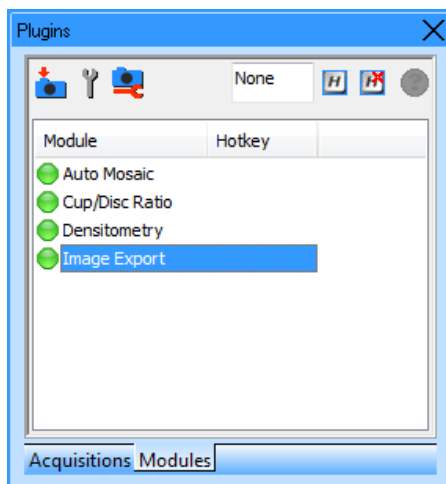 Plugins
None
H H
Module Hotkey
Auto Mosaic
Cup/Disc Ratio
Densitometry
Image Export
Acquisitions Modules